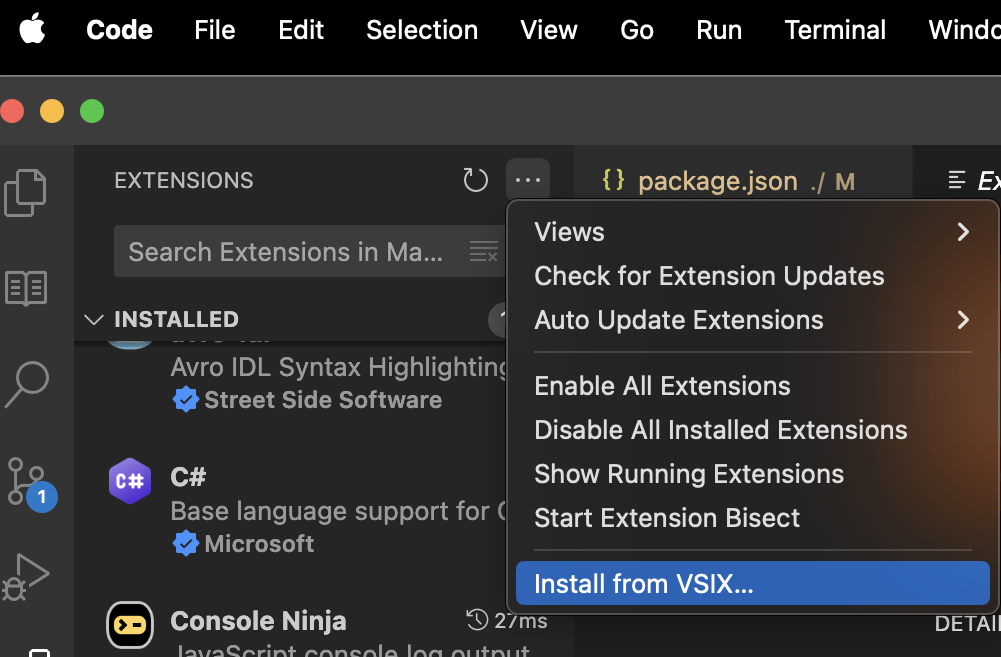 Code File Edit Selection View Go Run Terminal
EXTENSIONS
{} package.json ./ M
Search Extensions in Ma...
INSTALLED
Avro IDL Syntax Highlighting
Street Side Software
C#
C#
Base language support for
Microsoft
Console Ninja
27ms
JavaScript console.log output
1
Views
Check for Extension Updates
Auto Update Extensions
Enable All Extensions
Disable All Installed Extensions
Show Running Extensions
Start Extension Bisect
Install from VSIX...